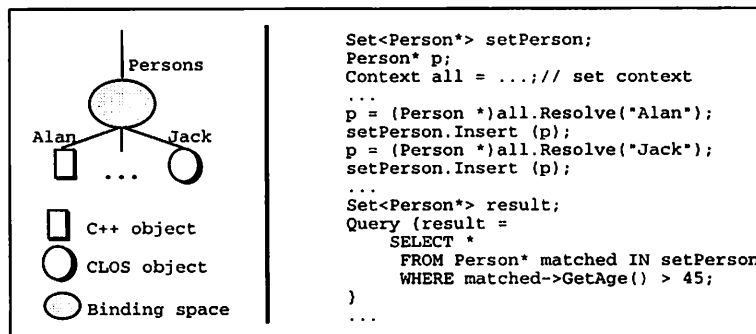 Persons
Alan
Jack
...
C++ object
CLOS object
Binding space
Set<Person*> setPerson;
Person* p;
Context all = ...;// set context
...
p = (Person *)all.Resolve("Alan");
setPerson.Insert (p);
p = (Person *)all.Resolve("Jack");
setPerson.Insert (p);
...
Set<Person*> result;
Query {result =
SELECT *
FROM Person* matched IN setPerson
WHERE matched->GetAge() > 45;
}
...